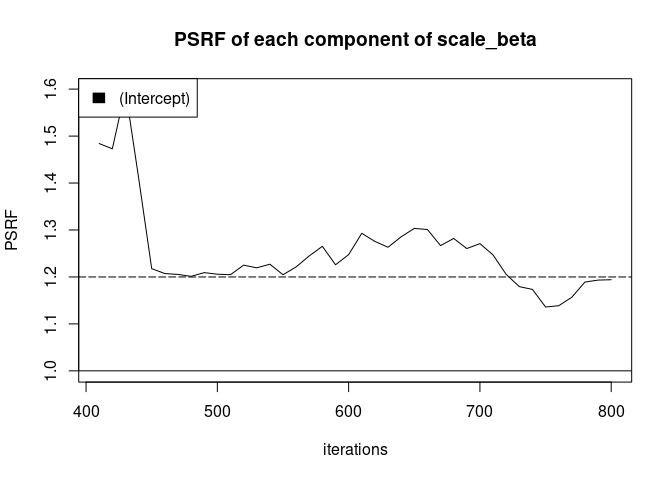 PSRF of each component of scale_beta
(Intercept)
PSRF
1.6
1.5
1.4
1.3
1.2
1.1
1.0
400 500 600 700 800
iterations